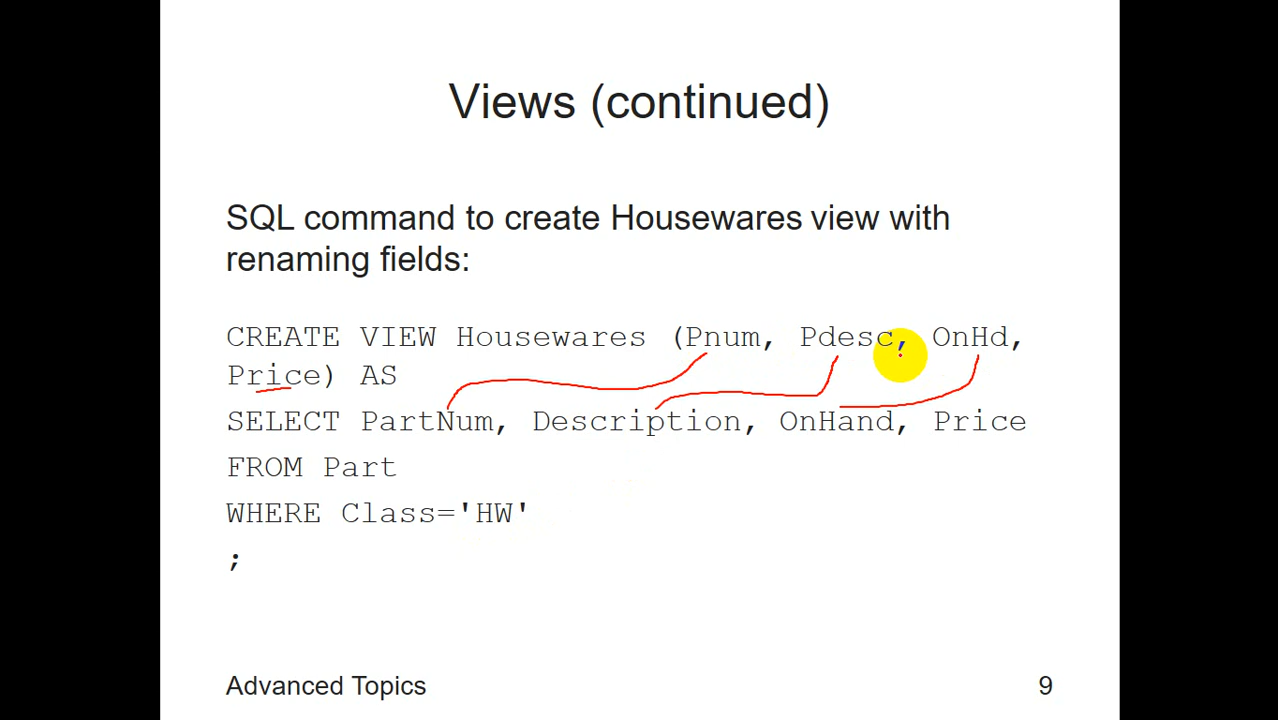 Views (continued)
SQL command to create Housewares view with
renaming fields:
CREATE VIEW Housewares (Pnum, Pdesc, OnHd,
Price) AS
SELECT PartNum, Description, OnHand, Price
FROM Part
WHERE Class='HW'
;
Advanced Topics
9